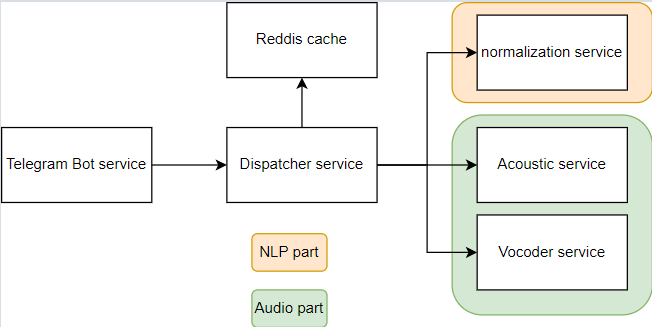 Reddis cache
normalization service
Telegram Bot service
Dispatcher service
Acoustic service
NLP part
Vocoder service
Audio part